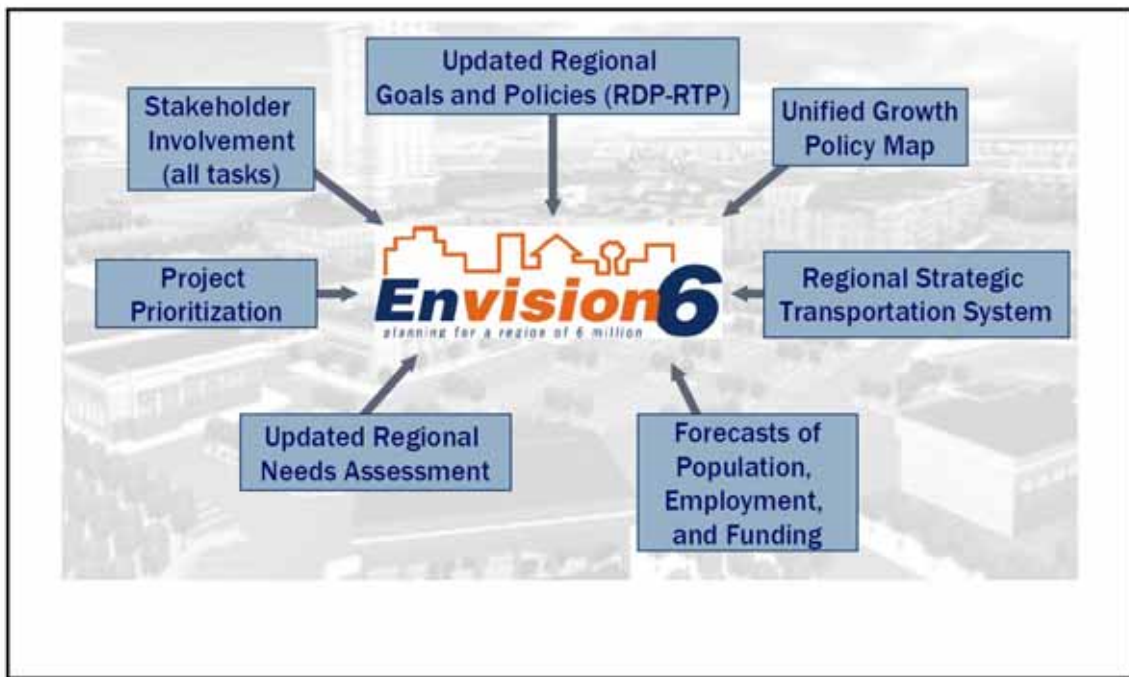 Updated Regional
Goals and Policies (RDP-RTP)
Stakeholder
Involvement
(all tasks)
Unified Growth
Policy Map
Project
Prioritization
Envision6
planning for a region of 6 million
Regional Strategic
Transportation System
Updated Regional
Needs Assessment
Forecasts of
Population,
Employment,
and Funding